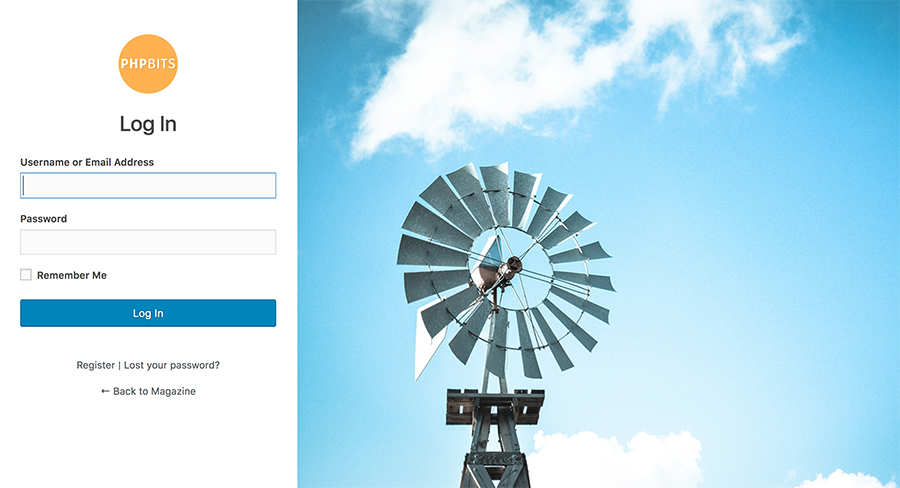 PHPBITS
Log In
Username or Email Address
Password
Remember Me
Log In
Register | Lost your password?
← Back to Magazine